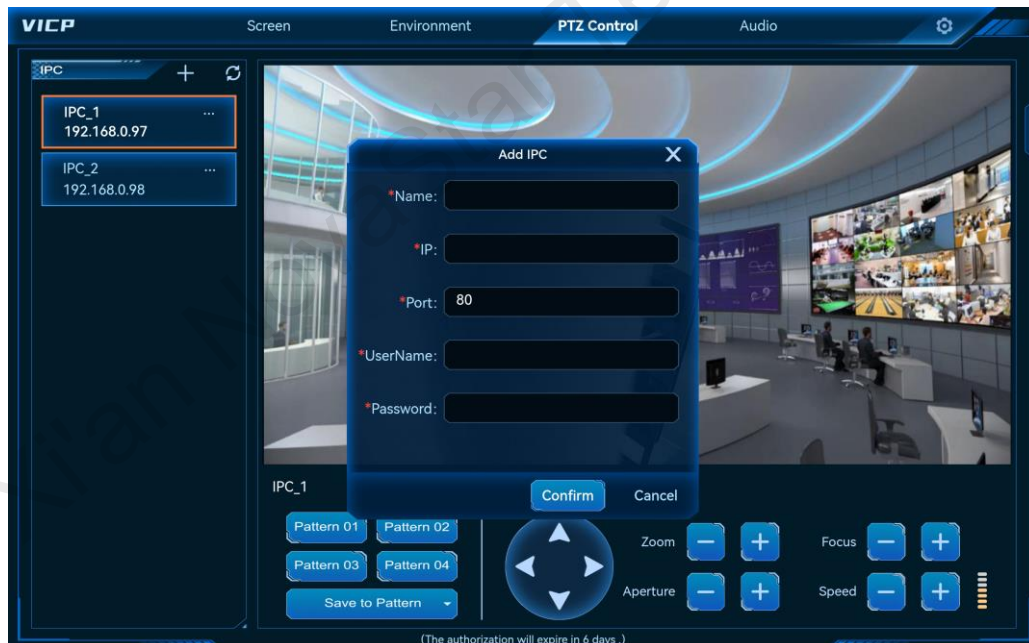 VICP
Screen
Environment
PTZ Control
Audio
IPC
IPC_1
192.168.0.97
IPC_2
192.168.0.98
Add IPC
*Name:
*IP:
*Port: 80
*UserName:
*Password:
Confirm Cancel
IPC_1
Pattern 01 Pattern 02
Pattern 03 Pattern 04
Save to Pattern
Zoom
Focus
Aperture
Speed
(The authorization will expire in 6 days .)
Xi'an N